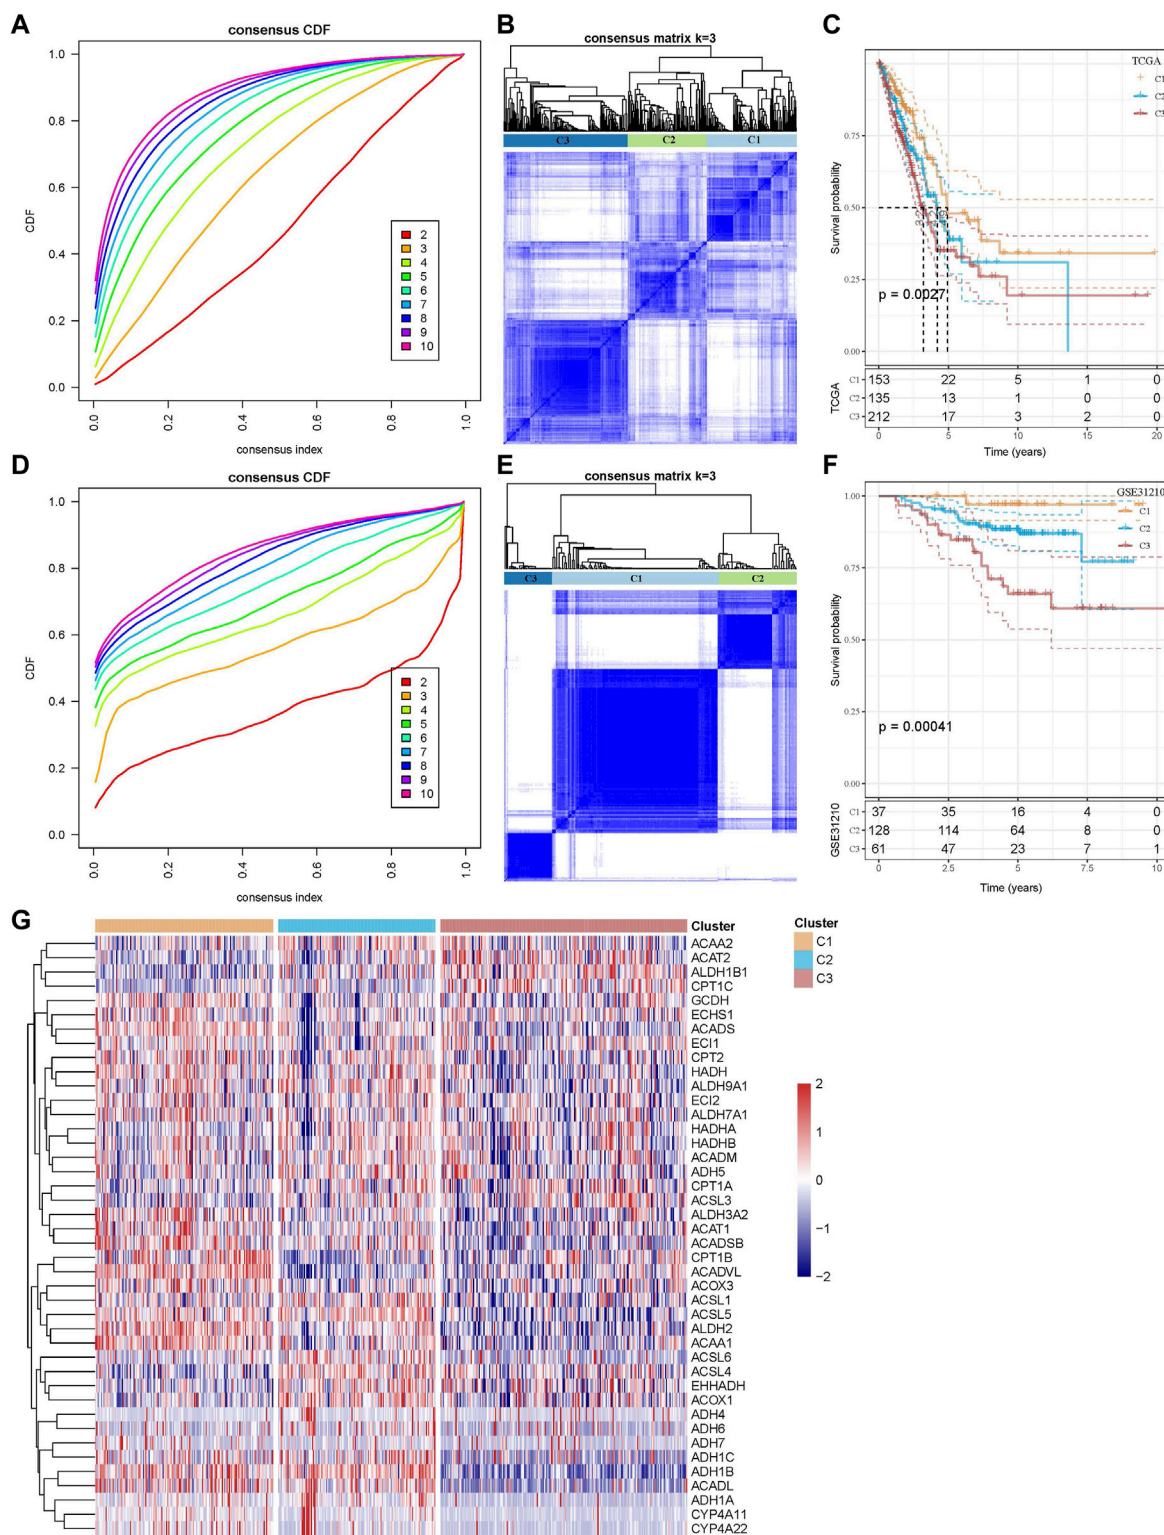 A
consensus CDF
CDF
1.0
0.8
0.6
0.4
0.2
0.0
2
3
4
5
6
7
8
9
10
0.0
0.2
0.4
0.6
0.8
1.0
consensus index
B
consensus matrix k=3
C3
C2
C1
C
TCGA
C1
C2
C3
Survival probability
1.00
0.75
0.50
0.25
0.00
p = 0.0027
TCGA
C1 153 22 5 1 0
C2 135 13 1 0 0
C3 212 17 3 2 0
0 5 10 15 20
Time (years)
D
consensus CDF
CDF
1.0
0.8
0.6
0.4
0.2
0.0
2
3
4
5
6
7
8
9
10
0.0
0.2
0.4
0.6
0.8
1.0
consensus index
E
consensus matrix k=3
C3
C1
C2
F
GSE31210
C1
C2
C3
Survival probability
1.00
0.75
0.50
0.25
0.00
p = 0.00041
GSE31210
C1 37 35 16 4 0
C2 128 114 64 8 0
C3 61 47 23 7 1
0 2.5 5 7.5 10
Time (years)
G
Cluster
ACAA2
ACAT2
ALDH1B1
CPT1C
GCDH
ECHS1
ACADS
ECI1
CPT2
HADH
ALDH9A1
ECI2
ALDH7A1
HADHA
HADHB
ACADM
ADH5
CPT1A
ACSL3
ALDH3A2
ACAT1
ACADSB
CPT1B
ACADVL
ACOX3
ACSL1
ACSL5
ALDH2
ACAA1
ACSL6
ACSL4
EHHADH
ACOX1
ADH4
ADH6
ADH7
ADH1C
ADH1B
ACADL
ADH1A
CYP4A11
CYP4A22
Cluster
C1
C2
C3
2
1
0
−1
−2